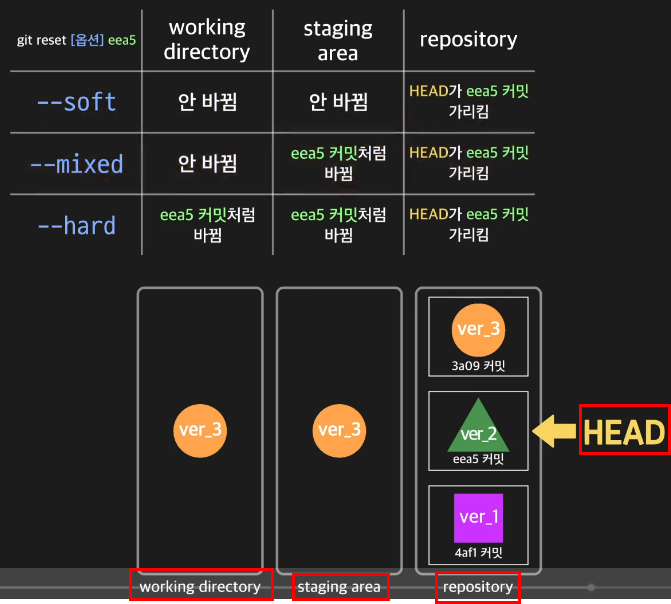 git reset [옵션] eea5
working
directory
staging
area
repository
--soft
안 바뀜
안 바뀜
HEAD가 eea5 커밋
가리킴
--mixed
안 바뀜
eea5 커밋처럼
바뀜
HEAD가 eea5 커밋
가리킴
--hard
eea5 커밋처럼
바뀜
eea5 커밋처럼
바뀜
HEAD가 eea5 커밋
가리킴
ver_3
3a09 커밋
ver_3
ver_3
ver_2
eea5 커밋
HEAD
ver_1
4af1 커밋
working directory
staging area
repository